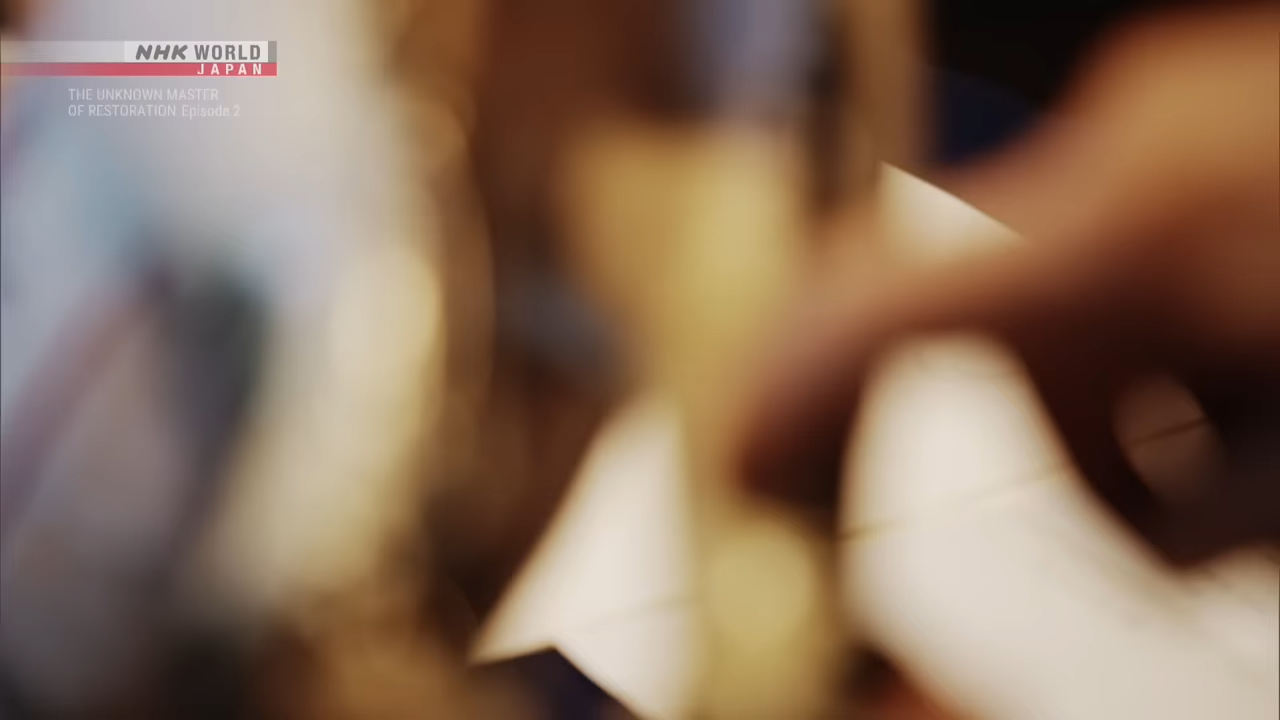 NHK WORLD
JAPAN
THE UNKNOWN MASTER
OF RESTORATION Episode 2